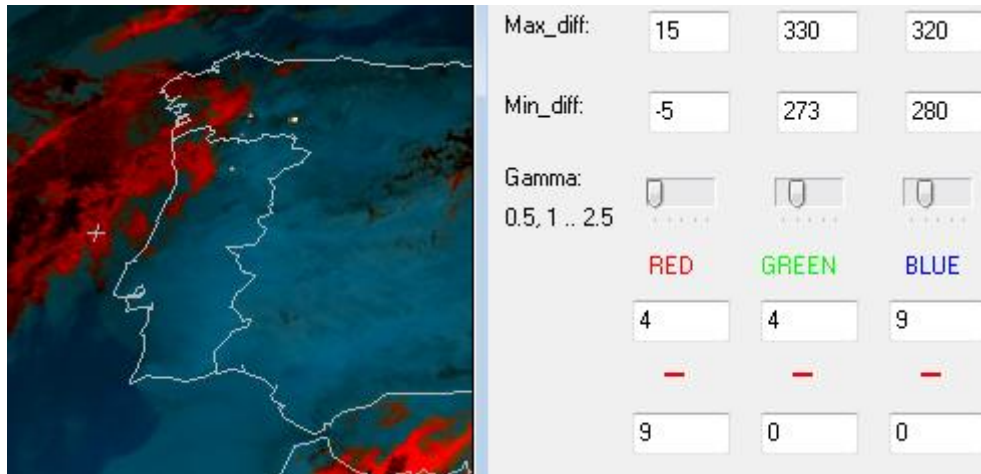 Max_diff: 15 330 320
Min_diff: -5 273 280
Gamma:
0.5, 1 .. 2.5
RED GREEN BLUE
4 4 9
9 0 0